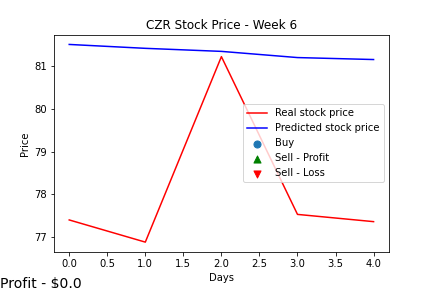 CZR Stock Price - Week 6
Price
81
80
79
78
77
Real stock price
Predicted stock price
Buy
Sell - Profit
Sell - Loss
0.0 0.5 1.0 1.5 2.0 2.5 3.0 3.5 4.0
Days
Profit - $0.0